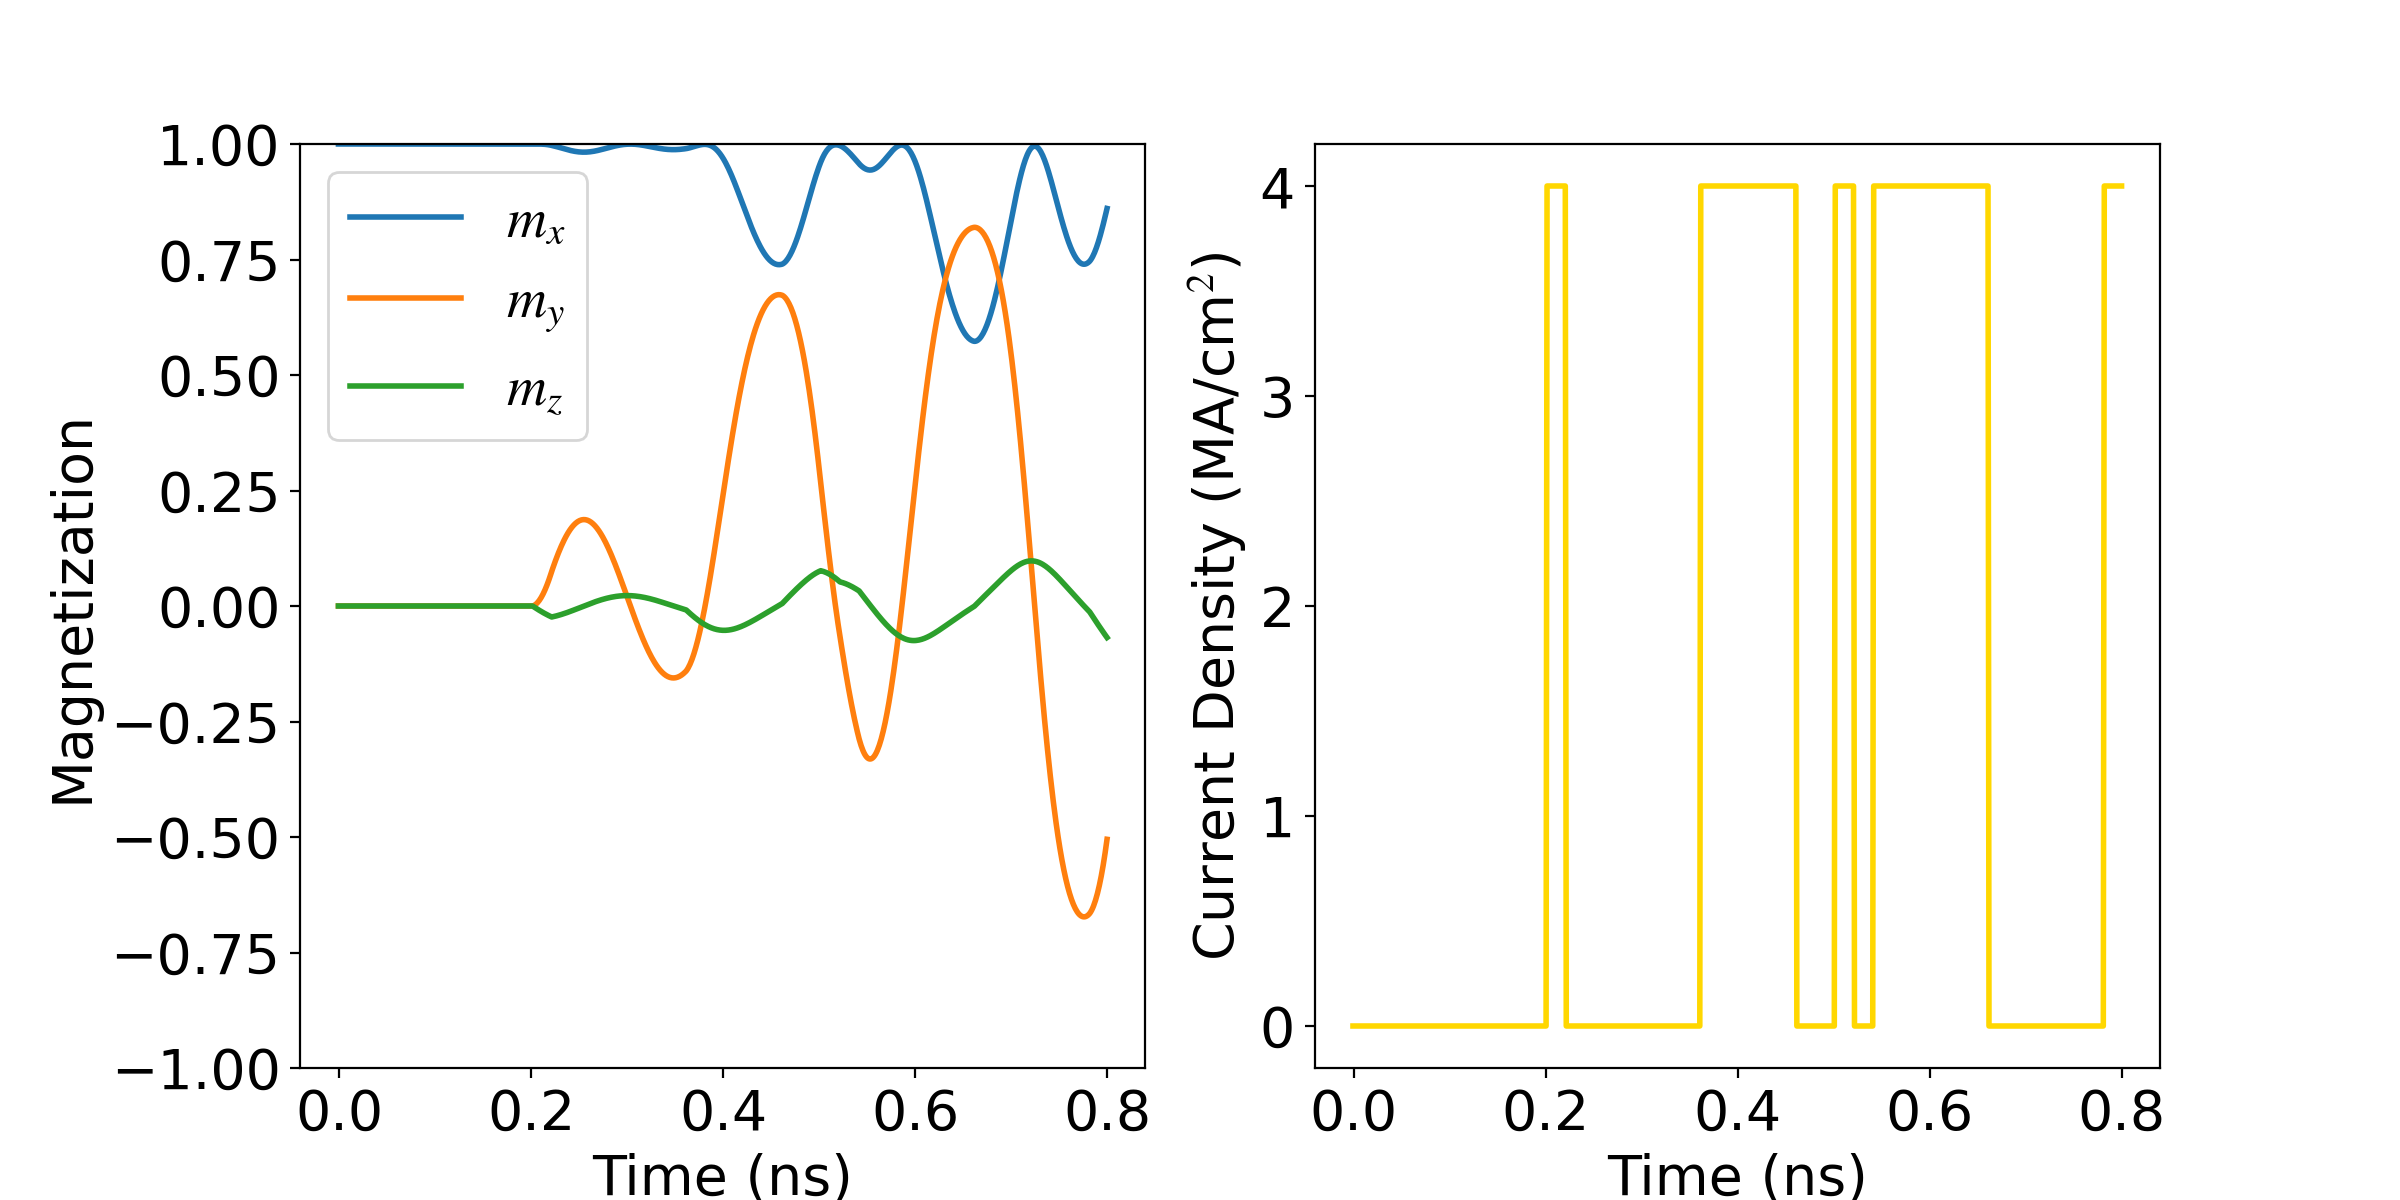 Magnetization
1.00
0.75
0.50
0.25
0.00
−0.25
−0.50
−0.75
−1.00
m_x
m_y
m_z
0.0 0.2 0.4 0.6 0.8
Time (ns)
Current Density (MA/cm²)
4
3
2
1
0
0.0 0.2 0.4 0.6 0.8
Time (ns)